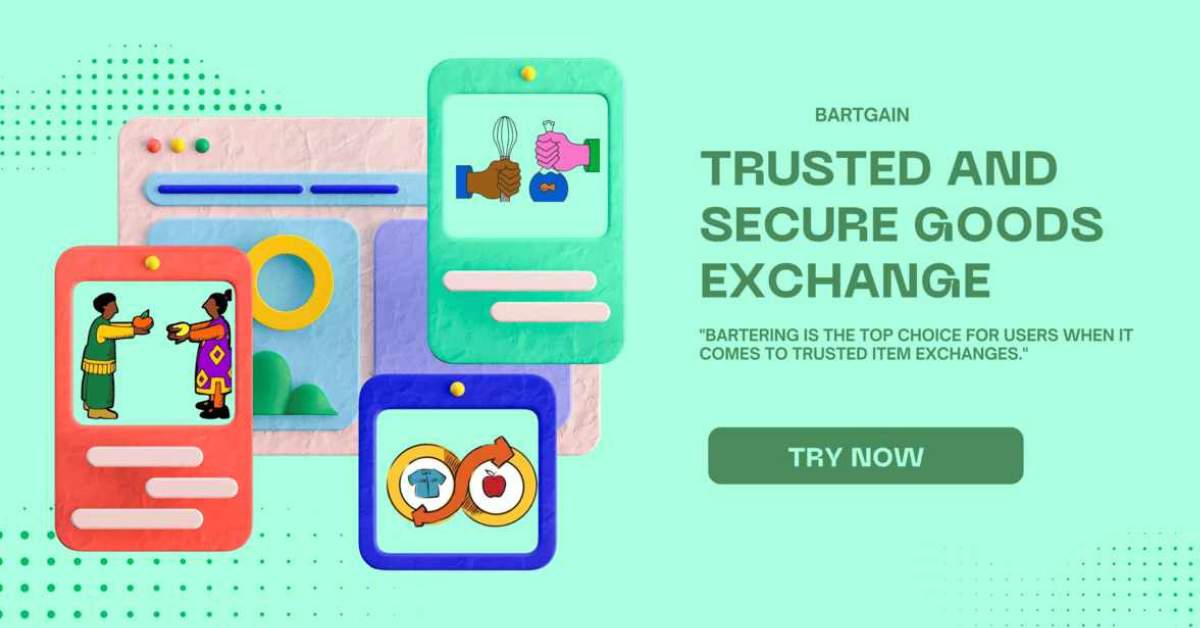 BARTGAIN
TRUSTED AND
SECURE GOODS
EXCHANGE
"BARTERING IS THE TOP CHOICE FOR USERS WHEN IT
COMES TO TRUSTED ITEM EXCHANGES."
TRY NOW